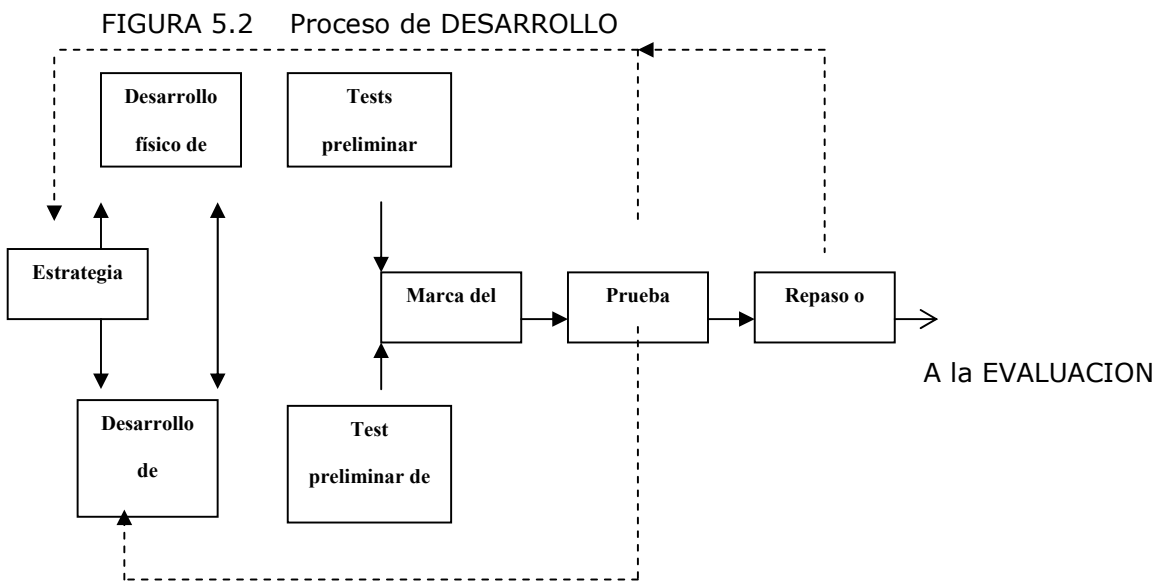 FIGURA 5.2 Proceso de DESARROLLO
Desarrollo
físico de
Tests
preliminar
Estrategia
Marca del
Prueba
Repaso o
A la EVALUACION
Desarrollo
de
Test
preliminar de